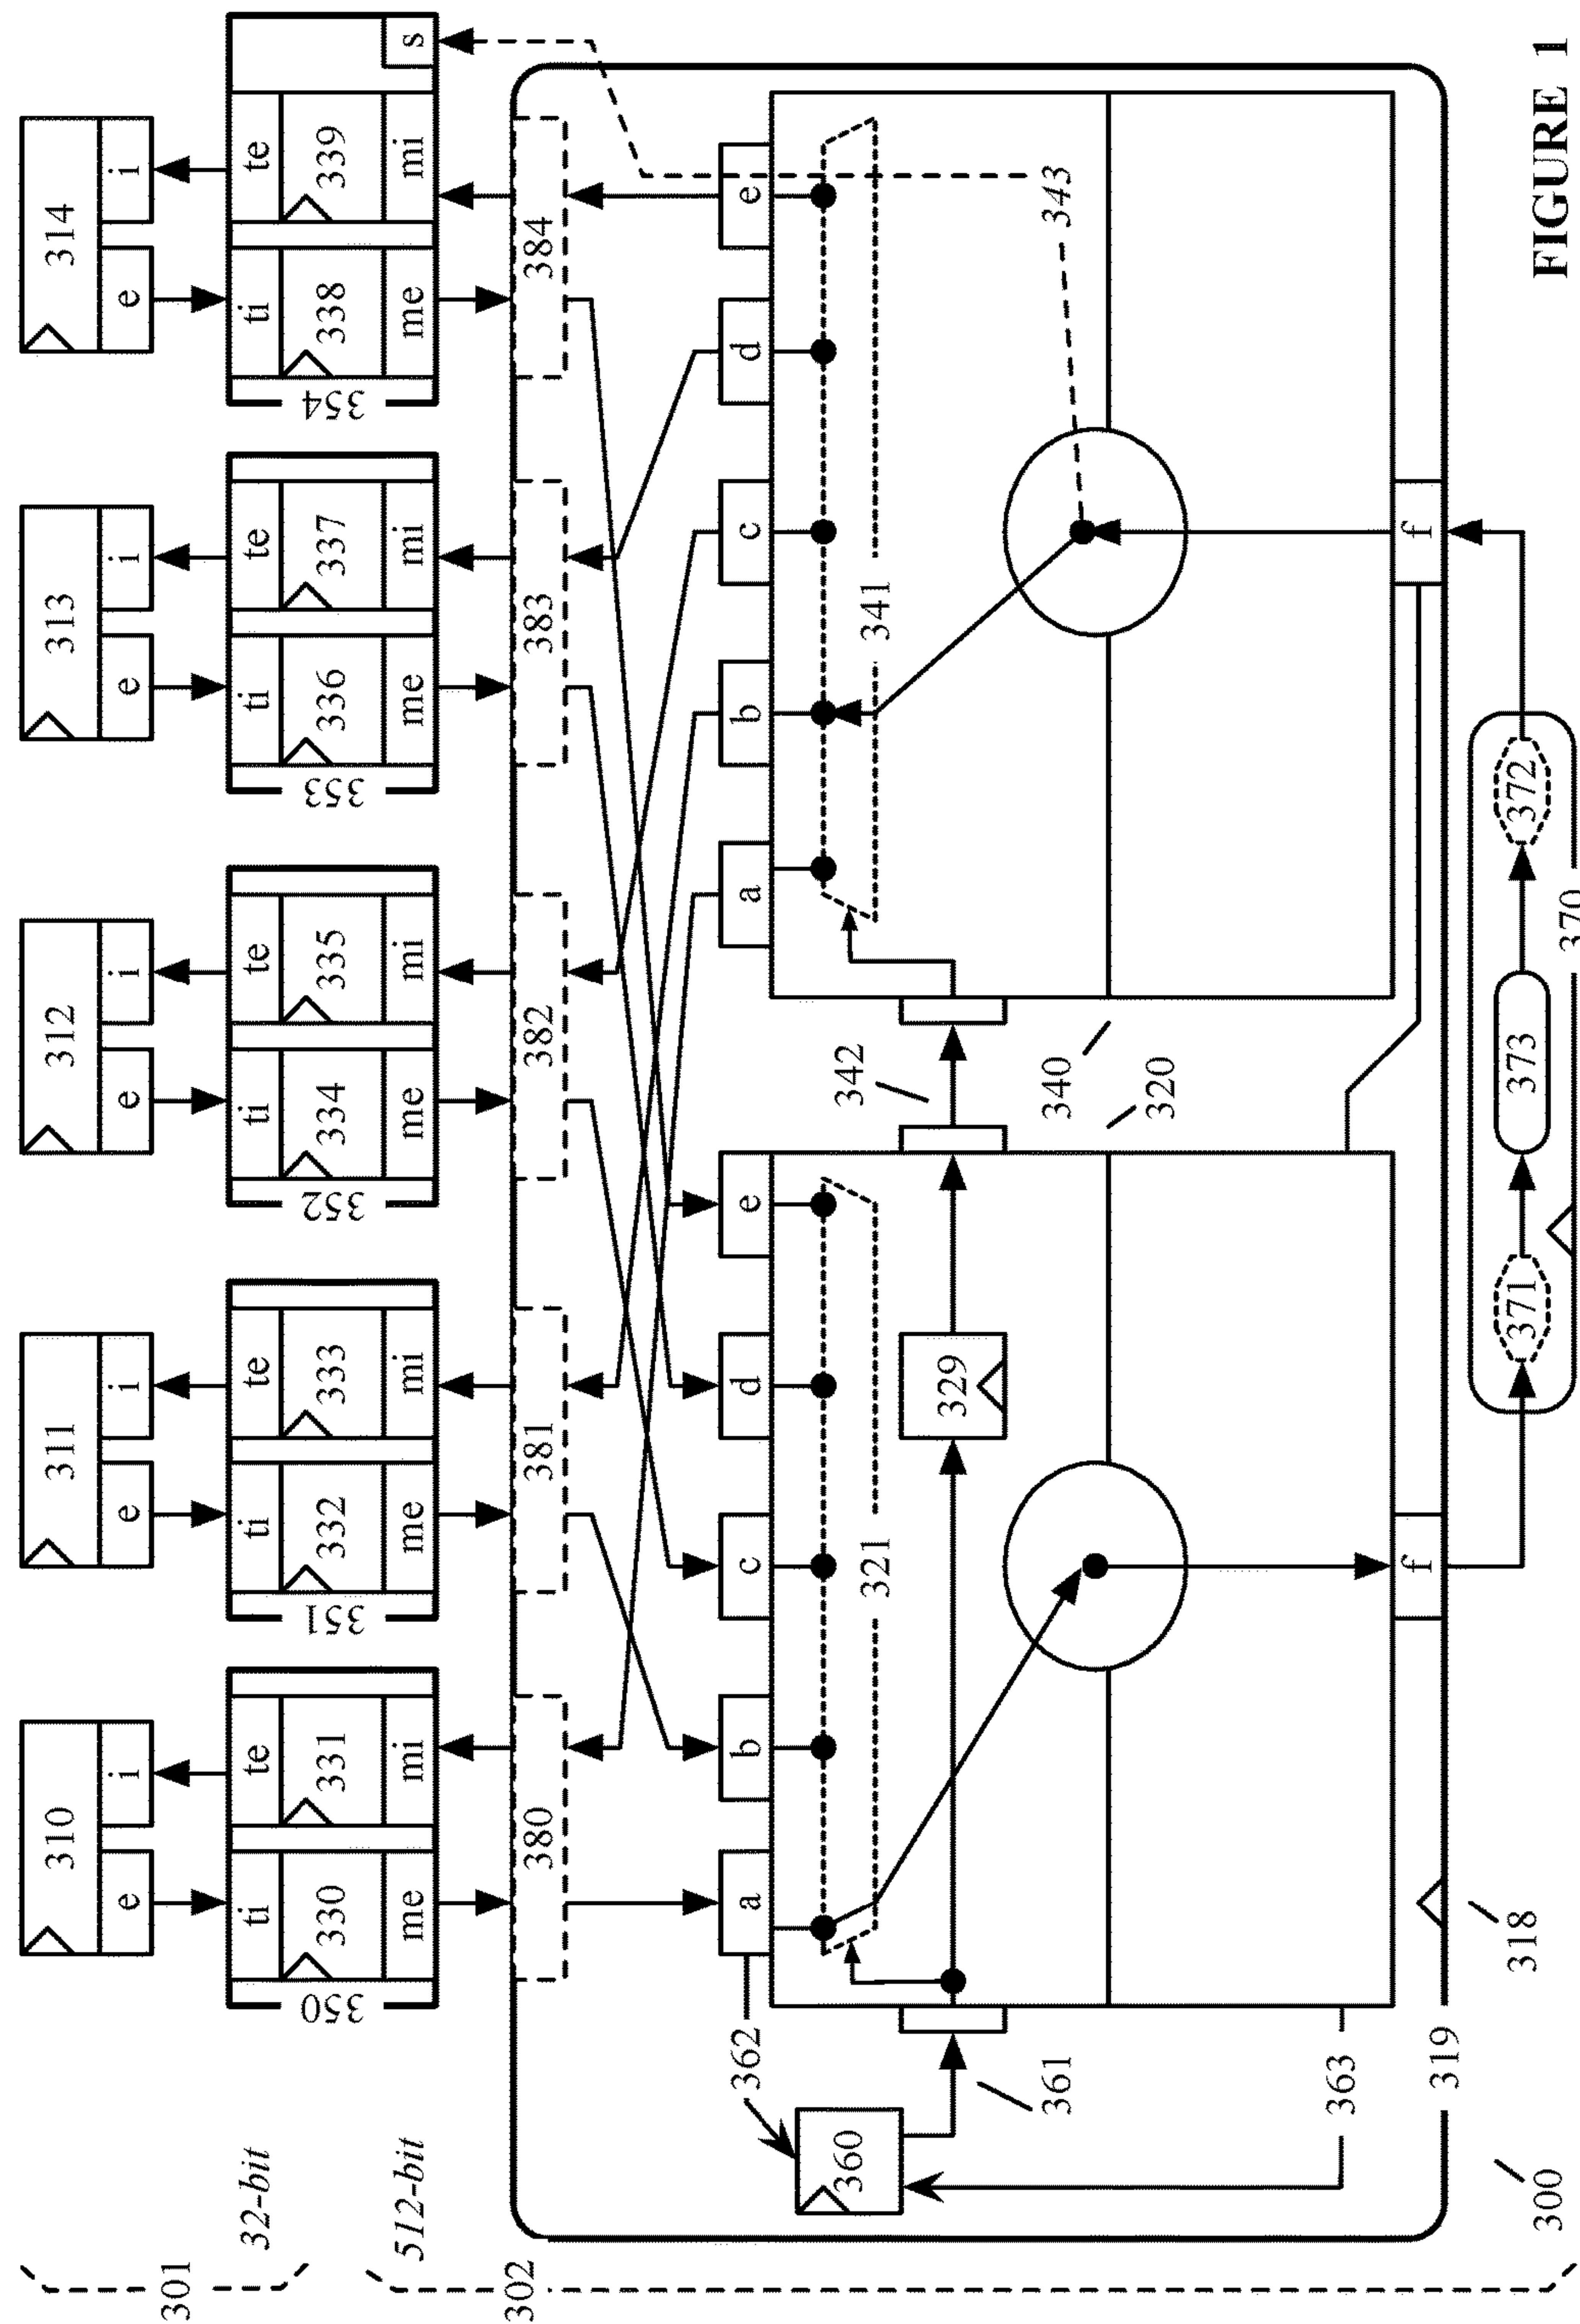 301
32-bit
302
512-bit
300
310
e
i
311
e
i
312
e
i
313
e
i
314
e
i
350
ti
330
me
te
331
mi
351
ti
332
me
te
333
mi
352
ti
334
me
te
335
mi
353
ti
336
me
te
337
mi
354
ti
338
me
te
339
mi
s
380
381
382
383
384
362
360
361
363
319
318
a
b
c
d
e
321
329
f
342
340
320
a
b
c
d
e
341
343
f
371
373
372
370
FIGURE 1